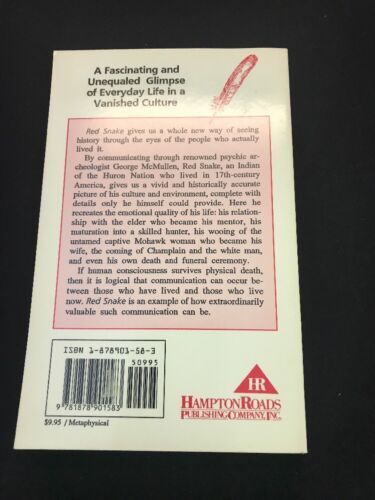 A Fascinating and
Unequaled Glimpse
of Everyday Life in a
Vanished Culture
Red Snake gives us a whole new way of seeing
history through the eyes of the people who actually
lived it.
By communicating through renowned psychic ar-
cheologist George McMullen, Red Snake, an Indian
of the Huron Nation who lived in 17th-century
America, gives us a vivid and historically accurate
picture of his culture and environment, complete with
details only he himself could provide. Here he
recreates the emotional quality of his life: his relation-
ship with the elder who became his mentor, his
maturation into a skilled hunter, his wooing of the
untamed captive Mohawk woman who became his
wife, the coming of Champlain and the white man,
and even his own death and funeral ceremony.
If human consciousness survives physical death,
then it is logical that communication can occur be-
tween those who have lived and those who live
now. Red Snake is an example of how extraordinarily
valuable such communication can be.
ISBN 1-878901-58-3
50995
9 781878 901583
$9.95 / Metaphysical
HR
HAMPTON ROADS
PUBLISHING COMPANY, INC.